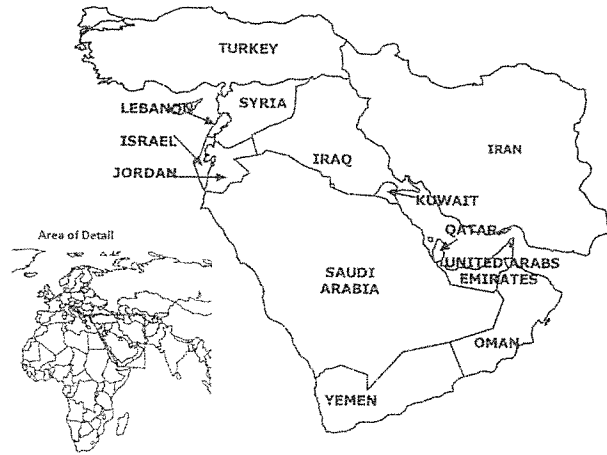 TURKEY
LEBANON
SYRIA
ISRAEL
IRAQ
IRAN
JORDAN
KUWAIT
QATAR
Area of Detail
UNITED ARABS
EMIRATES
SAUDI
ARABIA
OMAN
YEMEN